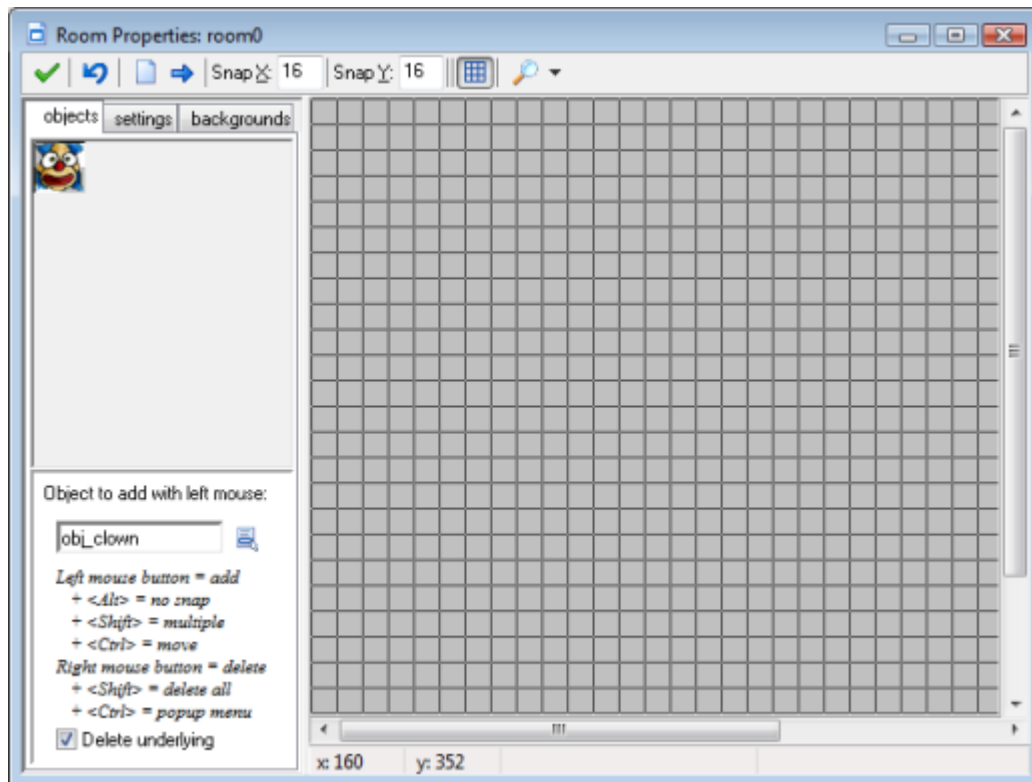 Room Properties: room0
Snap X: 16 Snap Y: 16
objects settings backgrounds
Object to add with left mouse:
obj_clown
Left mouse button = add
+ <Alt> = no snap
+ <Shift> = multiple
+ <Ctrl> = move
Right mouse button = delete
+ <Shift> = delete all
+ <Ctrl> = popup menu
Delete underlying
x: 160 y: 352